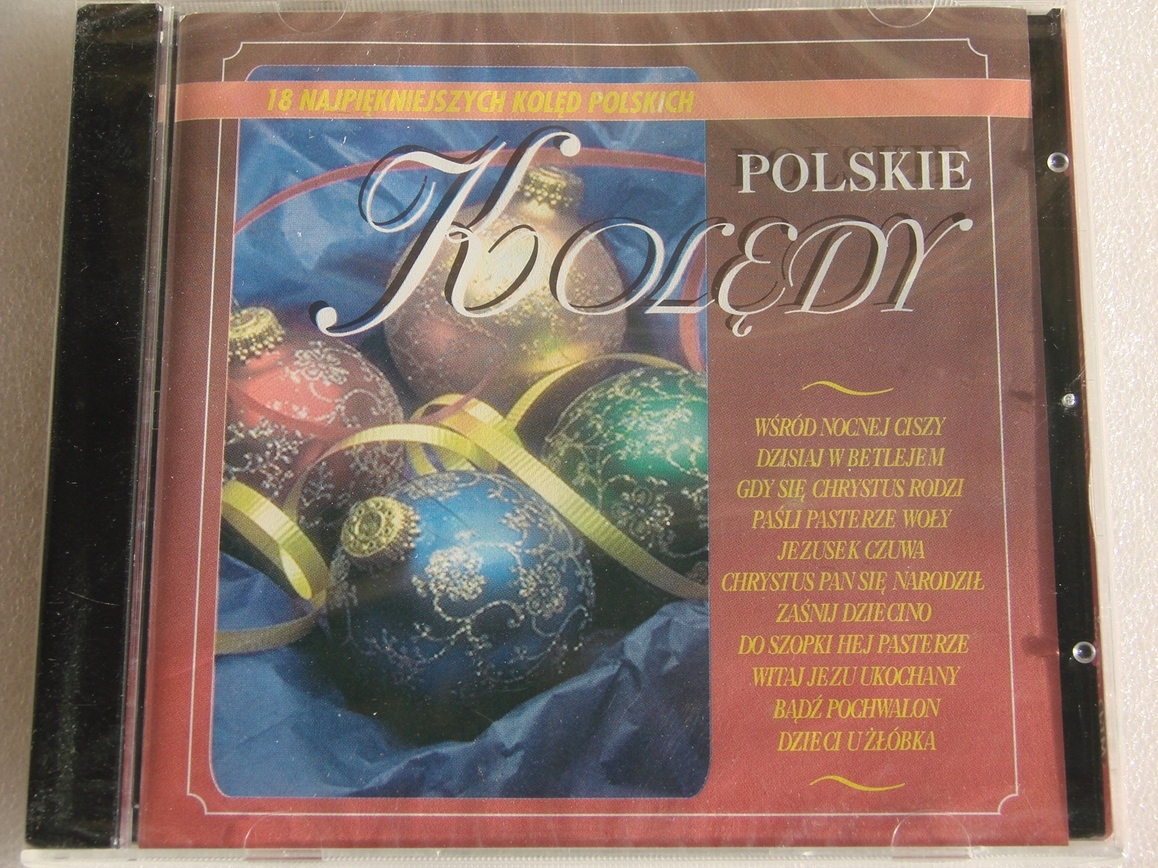 18 NAJPIĘKNIEJSZYCH KOLĘD POLSKICH
POLSKIE
KOLĘDY
WŚRÓD NOCNEJ CISZY
DZISIAJ W BETLEJEM
GDY SIĘ CHRYSTUS RODZI
PAŚLI PASTERZE WOŁY
JEZUSEK CZUWA
CHRYSTUS PAN SIĘ NARODZIŁ
ZAŚNIJ DZIECINO
DO SZOPKI HEJ PASTERZE
WITAJ JEZU UKOCHANY
BĄDŹ POCHWALON
DZIECI U ŻŁÓBKA